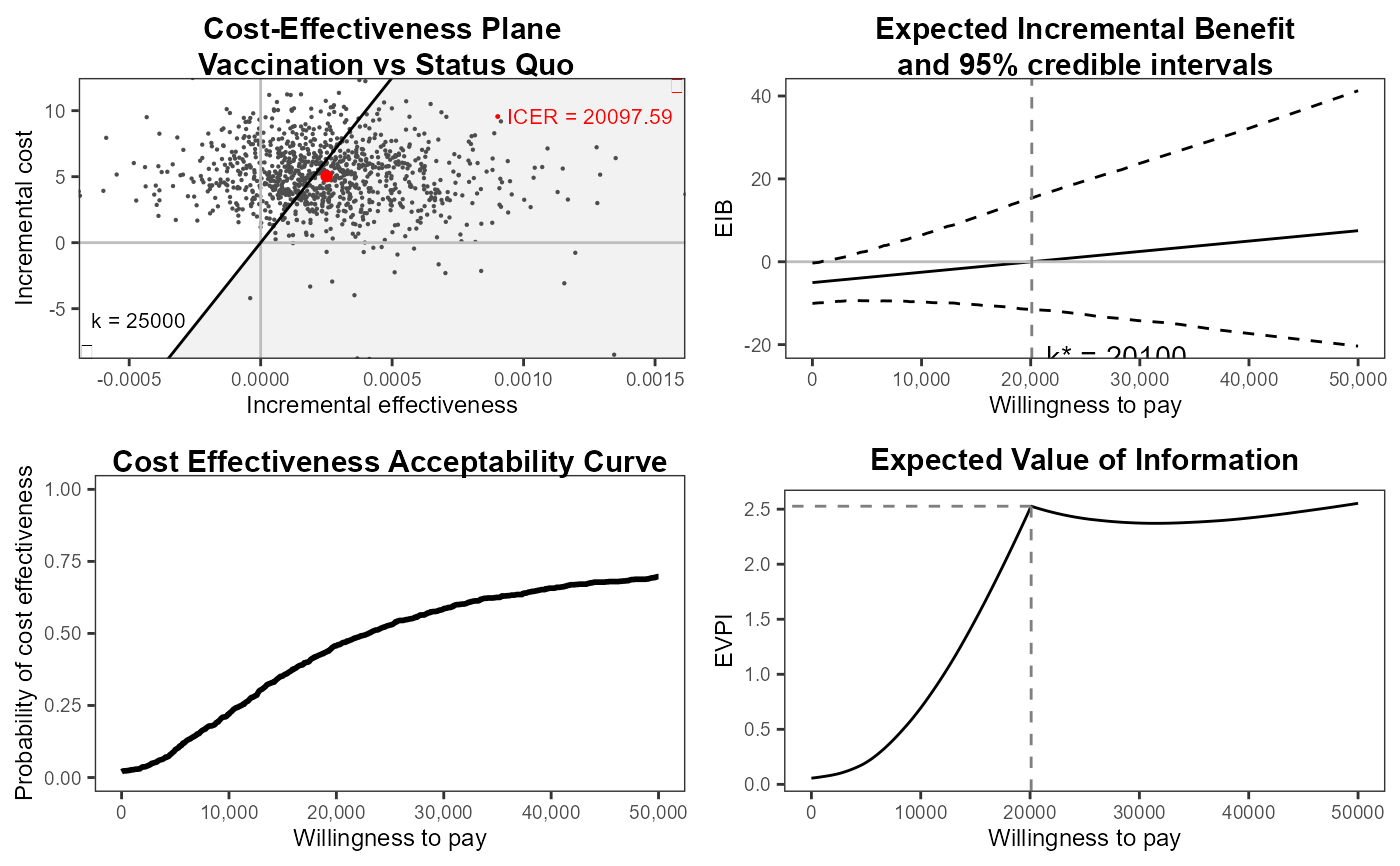 Cost-Effectiveness Plane
Vaccination vs Status Quo
Incremental cost
10
5
0
-5
ICER = 20097.59
k = 25000
-0.0005
0.0000
0.0005
0.0010
0.0015
Incremental effectiveness
Expected Incremental Benefit
and 95% credible intervals
EIB
40
20
0
-20
k* = 20100
0
10,000
20,000
30,000
40,000
50,000
Willingness to pay
Cost Effectiveness Acceptability Curve
Probability of cost effectiveness
1.00
0.75
0.50
0.25
0.00
0
10,000
20,000
30,000
40,000
50,000
Willingness to pay
Expected Value of Information
EVPI
2.5
2.0
1.5
1.0
0.5
0.0
0
10000
20000
30000
40000
50000
Willingness to pay